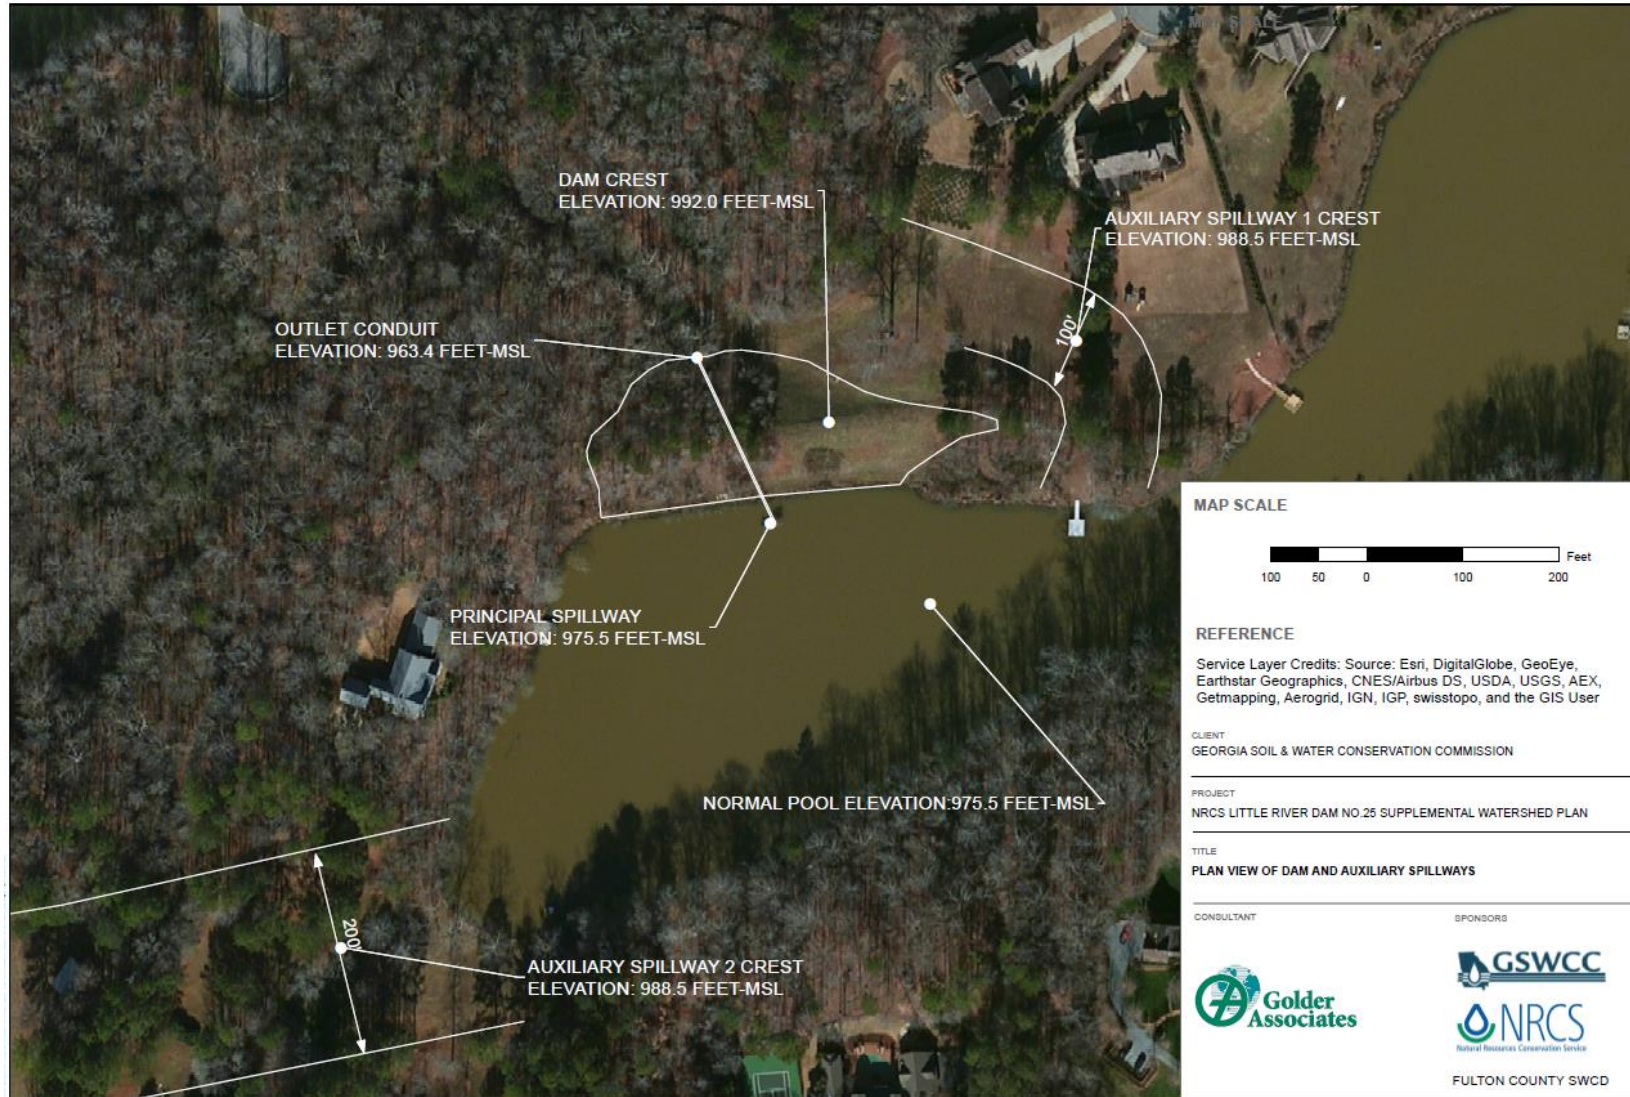 MAP SCALE
DAM CREST
ELEVATION: 992.0 FEET-MSL
AUXILIARY SPILLWAY 1 CREST
ELEVATION: 988.5 FEET-MSL
100'
OUTLET CONDUIT
ELEVATION: 963.4 FEET-MSL
PRINCIPAL SPILLWAY
ELEVATION: 975.5 FEET-MSL
NORMAL POOL ELEVATION:975.5 FEET-MSL
200'
AUXILIARY SPILLWAY 2 CREST
ELEVATION: 988.5 FEET-MSL
MAP SCALE
Feet
100 50 0 100 200
REFERENCE
Service Layer Credits: Source: Esri, DigitalGlobe, GeoEye,
Earthstar Geographics, CNES/Airbus DS, USDA, USGS, AEX,
Getmapping, Aerogrid, IGN, IGP, swisstopo, and the GIS User
CLIENT
GEORGIA SOIL & WATER CONSERVATION COMMISSION
PROJECT
NRCS LITTLE RIVER DAM NO.25 SUPPLEMENTAL WATERSHED PLAN
TITLE
PLAN VIEW OF DAM AND AUXILIARY SPILLWAYS
CONSULTANT
SPONSORS
Golder
Associates
GSWCC
NRCS
Natural Resources Conservation Service
FULTON COUNTY SWCD